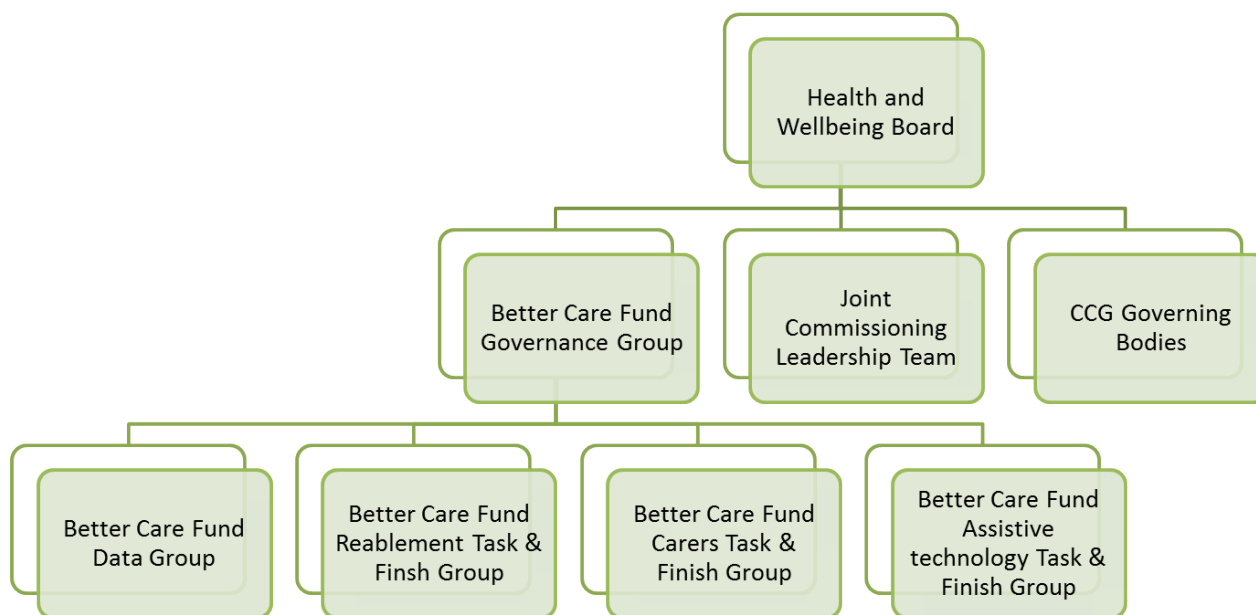 Health and
Wellbeing Board
Better Care Fund
Governance Group
Joint
Commissioning
Leadership Team
CCG Governing
Bodies
Better Care Fund
Data Group
Better Care Fund
Reablement Task &
Finsh Group
Better Care Fund
Carers Task &
Finish Group
Better Care Fund
Assistive
technology Task &
Finish Group